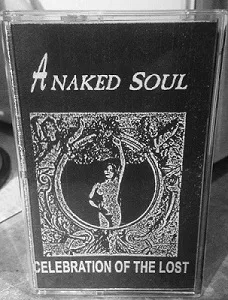 A NAKED SOUL
CELEBRATION OF THE LOST